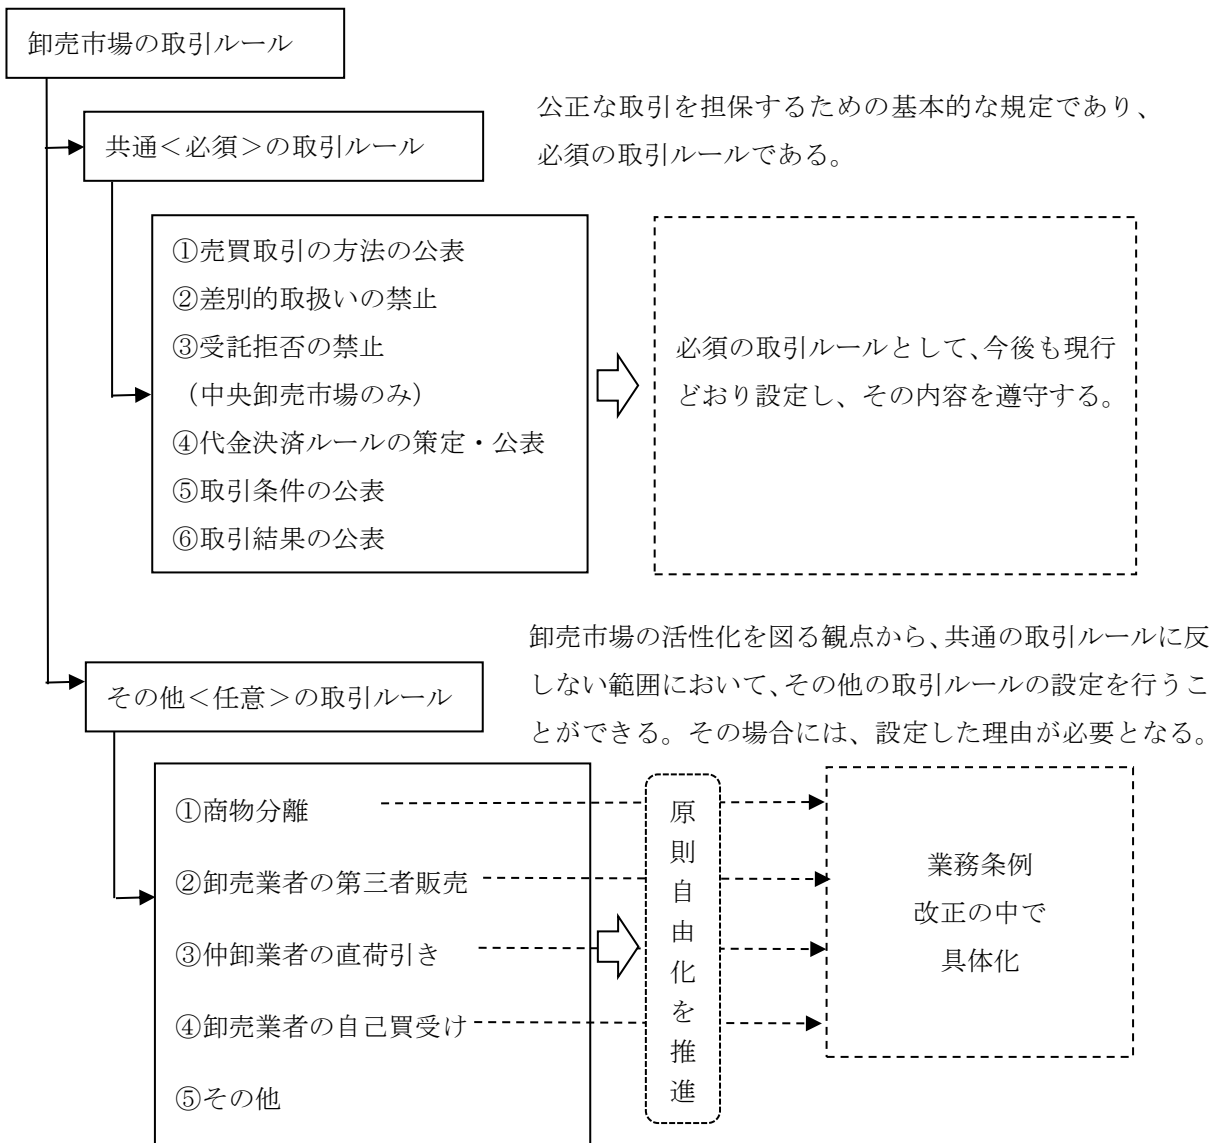 卸売市場の取引ルール
共通<必須>の取引ルール
公正な取引を担保するための基本的な規定であり、
必須の取引ルールである。
①売買取引の方法の公表
②差別的取扱いの禁止
③受託拒否の禁止
（中央卸売市場のみ）
④代金決済ルールの策定・公表
⑤取引条件の公表
⑥取引結果の公表
必須の取引ルールとして、今後も現行
どおり設定し、その内容を遵守する。
その他<任意>の取引ルール
卸売市場の活性化を図る観点から、共通の取引ルールに反
しない範囲において、その他の取引ルールの設定を行うこ
とができる。その場合には、設定した理由が必要となる。
①商物分離
②卸売業者の第三者販売
③仲卸業者の直荷引き
④卸売業者の自己買受け
⑤その他
原則自由化を推進
業務条例
改正の中で
具体化